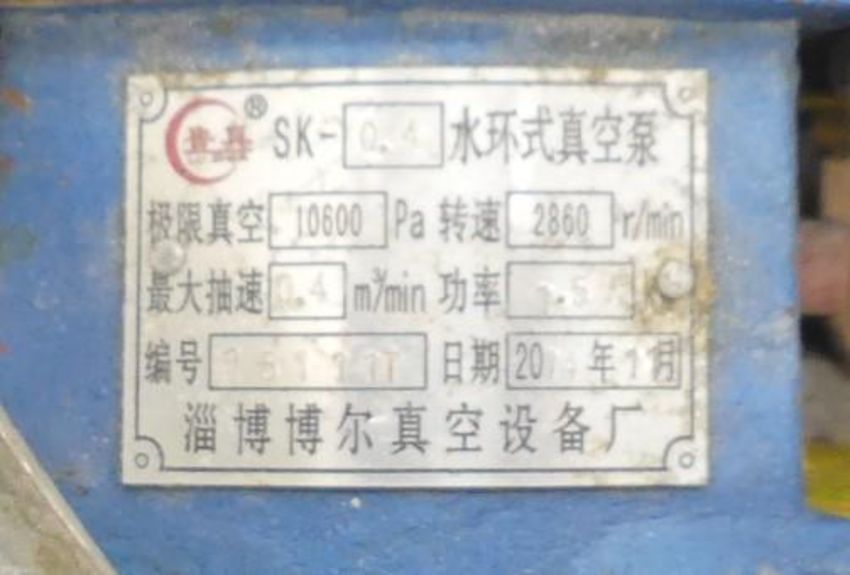 ® SK-0.4 水环式真空泵
极限真空 10600 Pa 转速 2860 r/min
最大抽速 0.4 m³/min 功率
编号 日期 年11月
淄博博尔真空设备厂